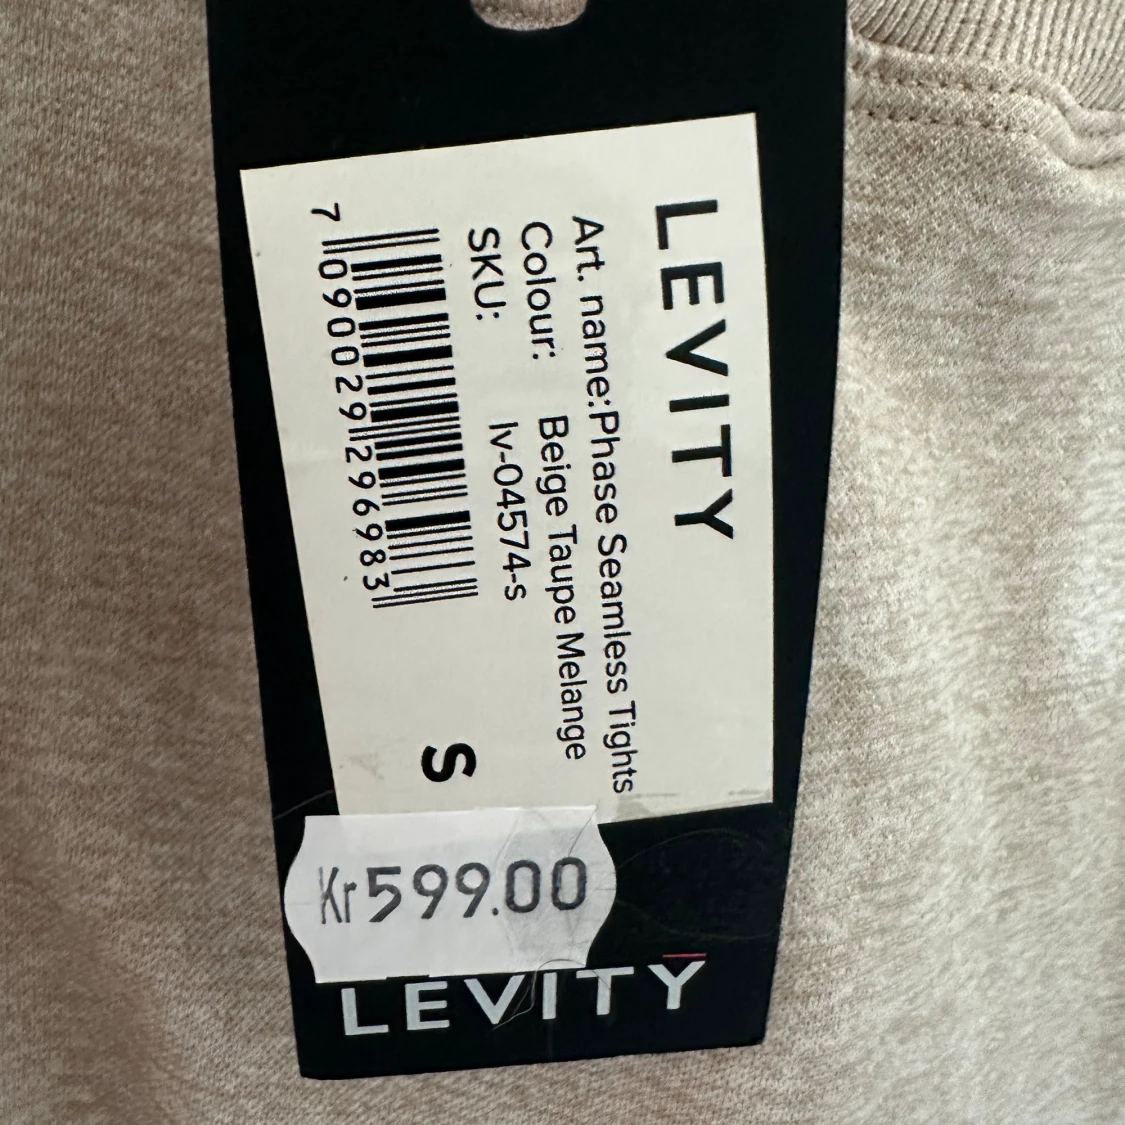 LEVITY
Art. name:Phase Seamless Tights
Colour: Beige Taupe Melange
SKU: lv-04574-s
7 090029 296983
S
Kr599.00
LEVITY